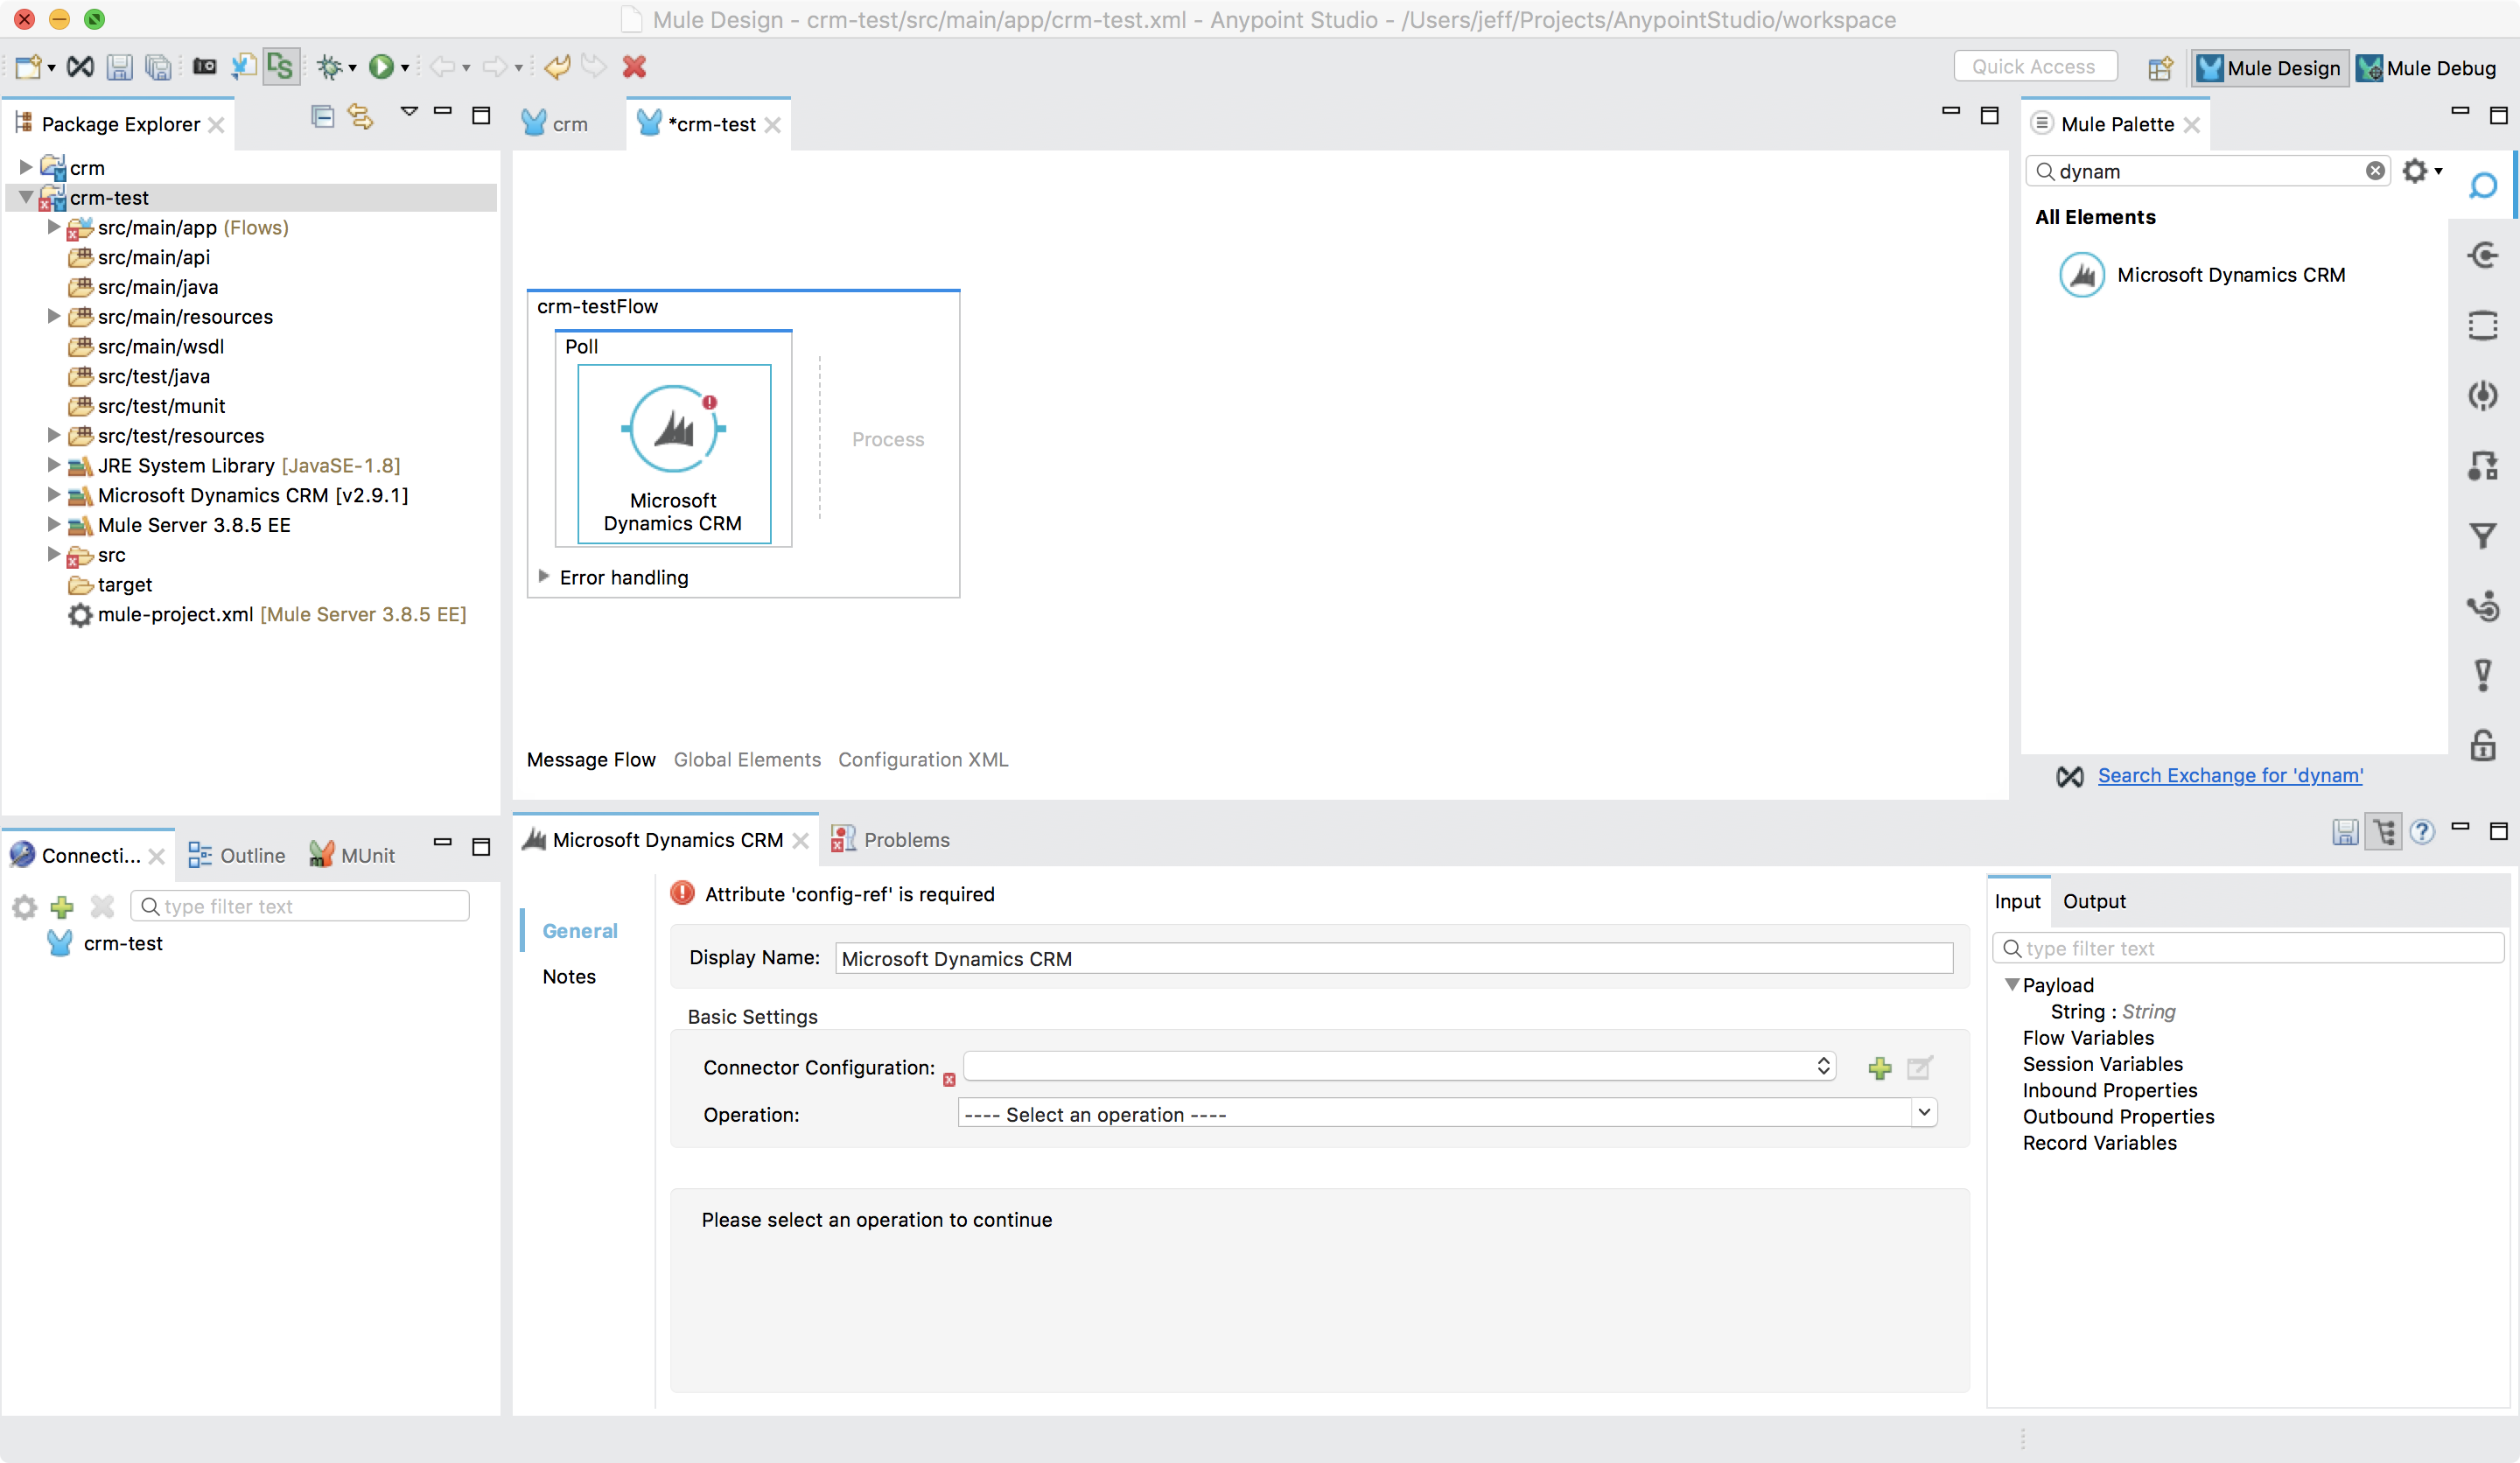 Mule Design - crm-test/src/main/app/crm-test.xml - Anypoint Studio - /Users/jeff/Projects/AnypointStudio/workspace
DS
Quick Access
Mule Design
Mule Debug
Package Explorer
crm
crm-test
src/main/app (Flows)
src/main/api
src/main/java
src/main/resources
src/main/wsdl
src/test/java
src/test/munit
src/test/resources
JRE System Library [JavaSE-1.8]
Microsoft Dynamics CRM [v2.9.1]
Mule Server 3.8.5 EE
src
target
mule-project.xml [Mule Server 3.8.5 EE]
crm
*crm-test
crm-testFlow
Poll
Microsoft
Dynamics CRM
Process
Error handling
Message Flow
Global Elements
Configuration XML
Mule Palette
dynam
All Elements
Microsoft Dynamics CRM
Search Exchange for 'dynam'
Connecti...
Outline
MUnit
type filter text
crm-test
Microsoft Dynamics CRM
Problems
General
Notes
Attribute 'config-ref' is required
Display Name:
Microsoft Dynamics CRM
Basic Settings
Connector Configuration:
Operation:
---- Select an operation ----
Please select an operation to continue
Input
Output
type filter text
Payload
String : String
Flow Variables
Session Variables
Inbound Properties
Outbound Properties
Record Variables